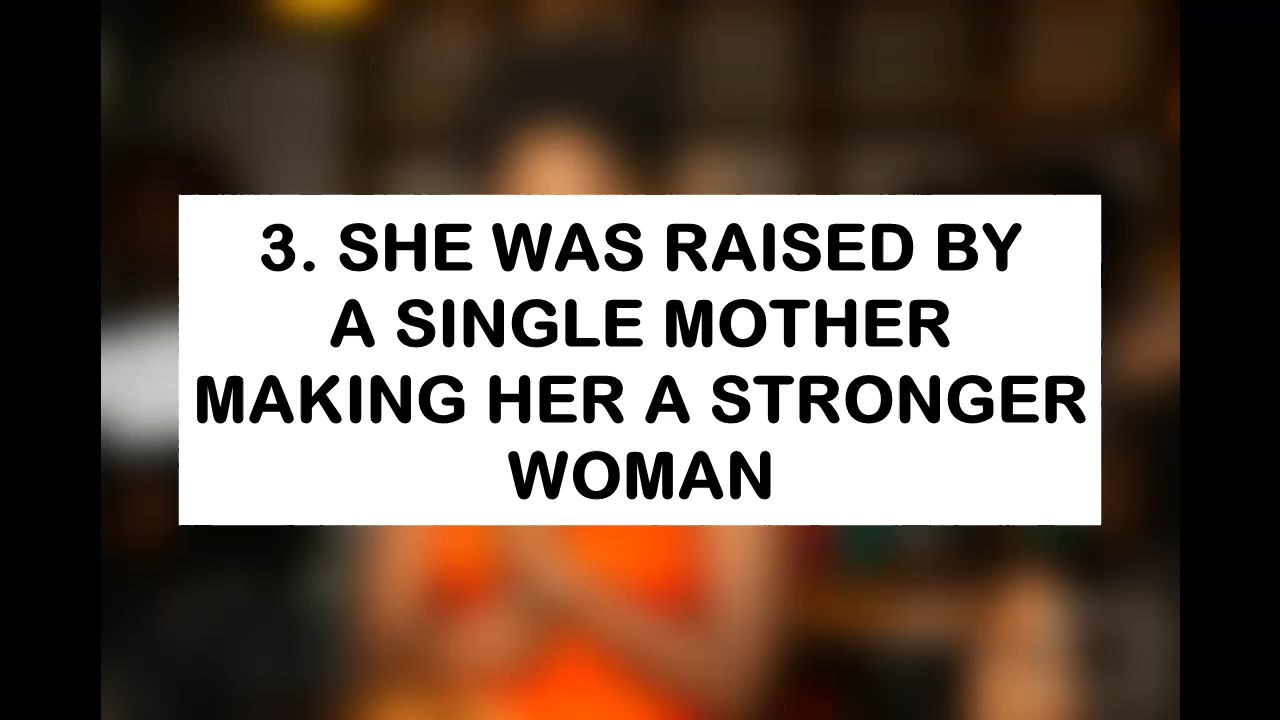 3. SHE WAS RAISED BY
A SINGLE MOTHER
MAKING HER A STRONGER
WOMAN